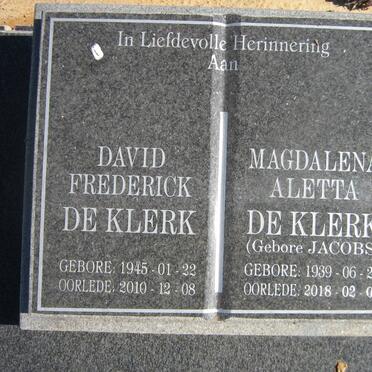 In Liefdevolle Herinnering
Aan
DAVID
FREDERICK
DE KLERK
GEBORE: 1945-01-22
OORLEDE: 2010-12-08
MAGDALENA
ALETTA
DE KLERK
(Gebore JACOBS
GEBORE: 1939-06-2
OORLEDE: 2018-02-0